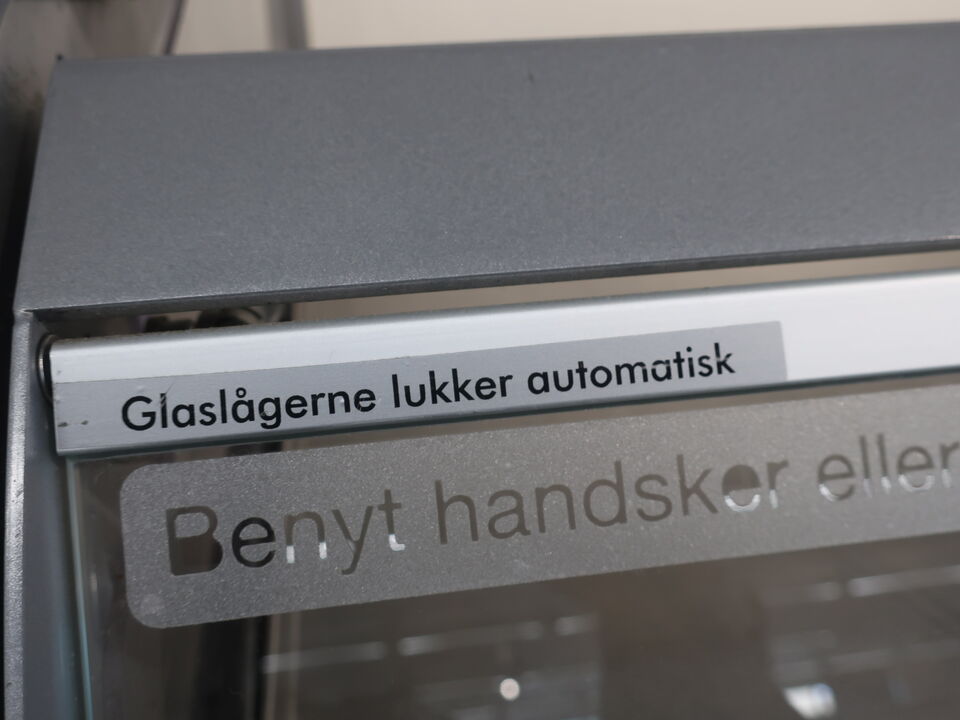 Glaslågerne lukker automatisk
Benyt handsker eller